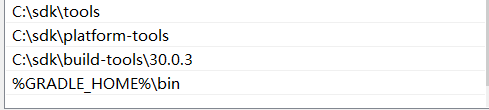 C:\sdk\tools
C:\sdk\platform-tools
C:\sdk\build-tools\30.0.3
%GRADLE_HOME%\bin